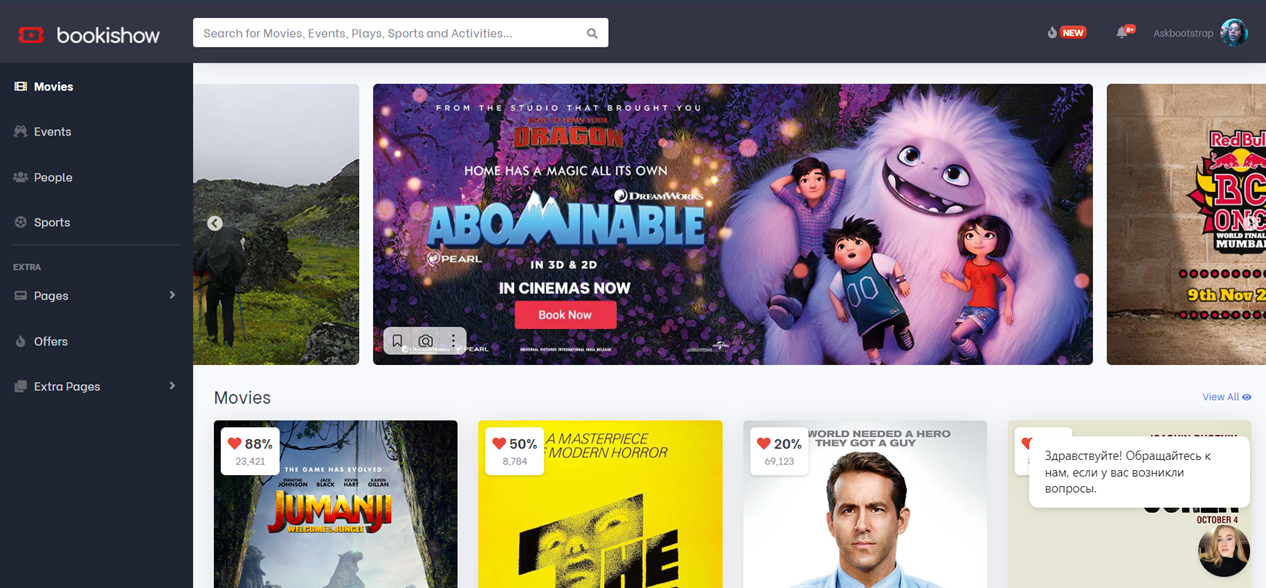 bookishow
Search for Movies, Events, Plays, Sports and Activities...
NEW
8+
Askbootstrap
Movies
Events
People
Sports
EXTRA
Pages
Offers
Extra Pages
FROM THE STUDIO THAT BROUGHT YOU
HOW TO TRAIN YOUR
DRAGON
HOME HAS A MAGIC ALL ITS OWN
DREAMWORKS
ABOMINABLE
PEARL
IN 3D & 2D
IN CINEMAS NOW
Book Now
PEARL
Red Bul
BC
ONC
WORLD FINAL
MUMBAI
9th Nov 2
Movies
View All
88%
23,421
THE GAME HAS EVOLVED
DWAYNE JACK KEVIN KAREN
JOHNSON BLACK HART GILLAN
JUMANJI
WELCOME TO THE JUNGLE
50%
8,784
A MASTERPIECE
MODERN HORROR
THE
20%
69,123
WORLD NEEDED A HERO
THEY GOT A GUY
Здравствуйте! Обращайтесь к
нам, если у вас возникли
вопросы.
OCTOBER 4